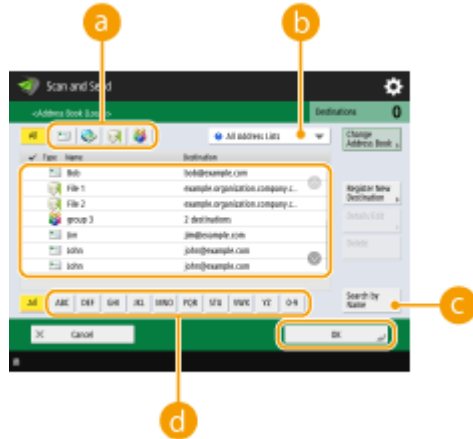 a
b
Scan and Send
<Address Book (Local)>
Destinations 0
All
All Address Lists
Change Address Book
Type Name Destination
Bob bob@example.com
File 1 example.organization.company.c...
File 2 example.organization.company.c...
group 3 2 destinations
Jim jim@example.com
John john@example.com
John john@example.com
Register New Destination
Details/Edit
Delete
Search by Name
All ABC DEF GHI JKL MNO PQR STU VWX YZ 0-9
c
Cancel
OK
d